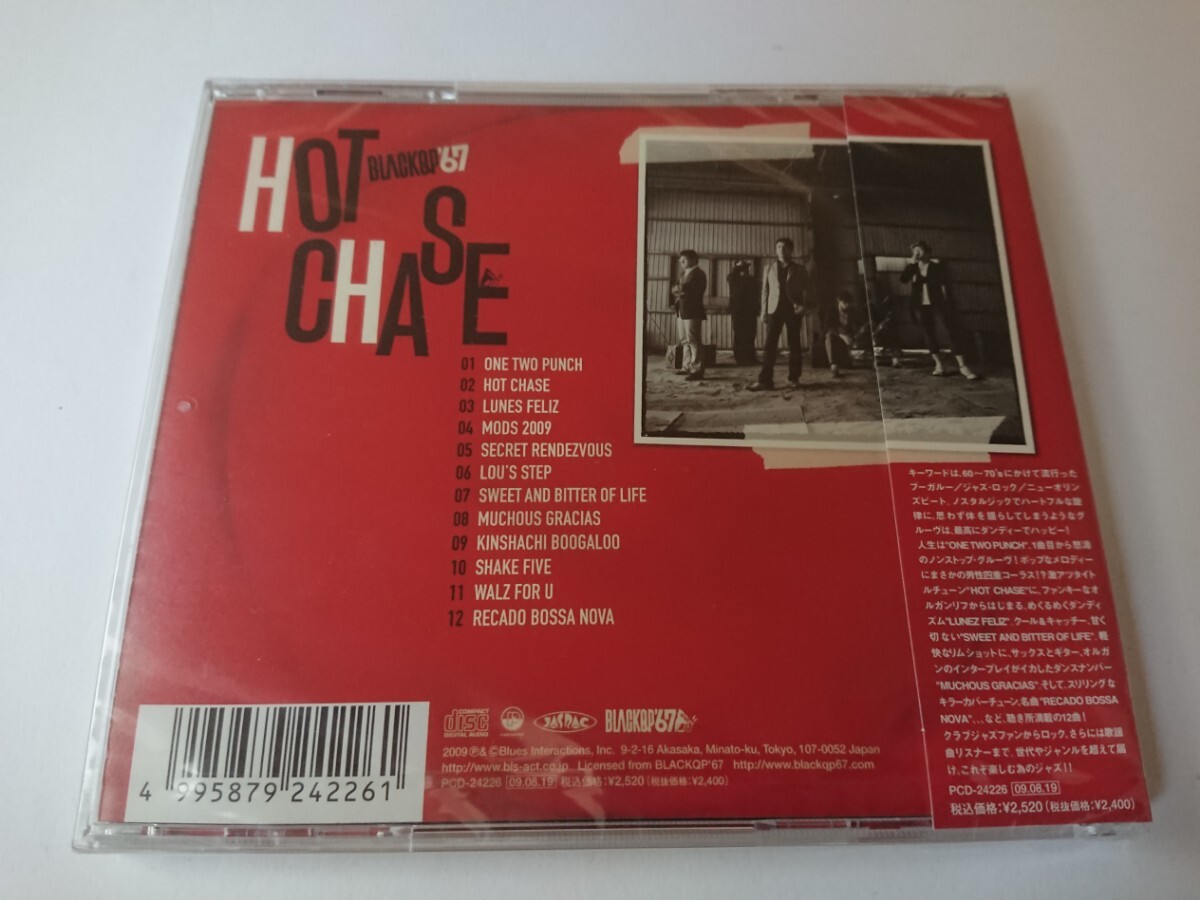 HOT
BLACKQP'67
CHASE
01 ONE TWO PUNCH
02 HOT CHASE
03 LUNES FELIZ
04 MODS 2009
05 SECRET RENDEZVOUS
06 LOU'S STEP
07 SWEET AND BITTER OF LIFE
08 MUCHOUS GRACIAS
09 KINSHACHI BOOGALOO
10 SHAKE FIVE
11 WALZ FOR U
12 RECADO BOSSA NOVA
キーワードは、60〜70'sにかけて流行った
ブーガルー/ジャズ・ロック/ニューオリン
ズビート、ノスタルジックでハートフルな旋
律に、思わず体を揺らしてしまうようなグ
ルーヴは、最高にダンディーでハッピー!
人生は"ONE TWO PUNCH"、1曲目から怒濤
のノンストップ・グルーヴ!ポップなメロディー
にまさかの男性四重コーラス!?激アツタイト
ルチューン"HOT CHASE"に、ファンキーなオ
ルガンリフからはじまる、めくるめくダンディ
ズム"LUNEZ FELIZ"、クール&キャッチー、甘く
切ない"SWEET AND BITTER OF LIFE"、軽
快なリムショットに、サックスとギター、オルガ
ンのインタープレイがイカしたダンスナンバー
"MUCHOUS GRACIAS"、そして、スリリングな
キラーカバーチューン、名曲"RECADO BOSSA
NOVA"...など、聴き所満載の12曲!
クラブジャズファンからロック、さらには歌謡
曲リスナーまで、世代やジャンルを超えて届
け、これぞ楽しむ為のジャズ!!
PCD-24226 09.08.19
税込価格:¥2,520(税抜価格:¥2,400)
COMPACT disc DIGITAL AUDIO
JASRAC
BLACKQP'67
2009 Ⓟ& ©Blues Interactions, Inc. 9-2-16 Akasaka, Minato-ku, Tokyo, 107-0052 Japan
http://www.bls-act.co.jp Licensed from BLACKQP'67 http://www.blackqp67.com
PCD-24226 09.08.19 税込価格:¥2,520(税抜価格:¥2,400)
4 995879 242261